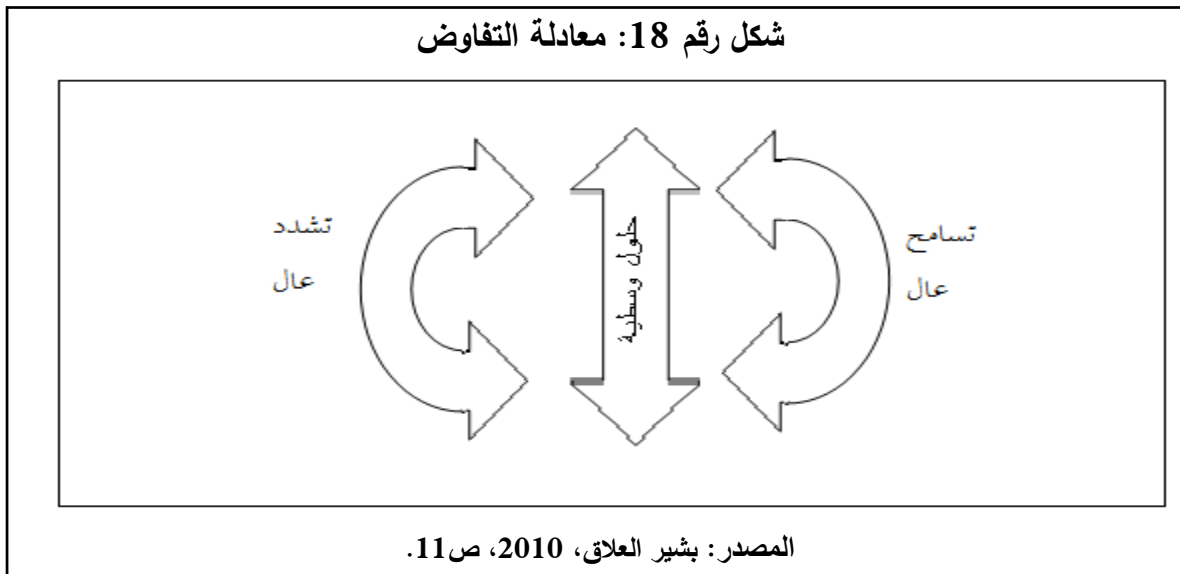 شكل رقم 18: معادلة التفاوض
تسامح
عال
حلول وسطية
تشدد
عال
المصدر: بشير العلاق، 2010، ص11.